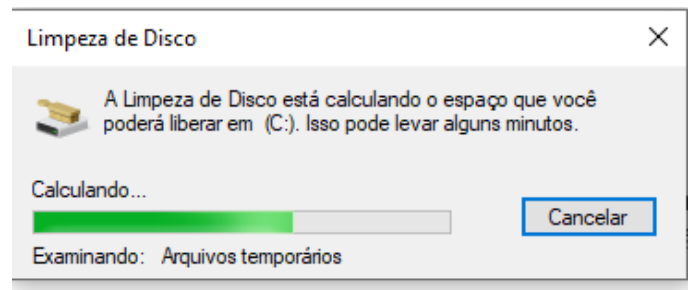 Limpeza de Disco
A Limpeza de Disco está calculando o espaço que você
poderá liberar em (C:). Isso pode levar alguns minutos.
Calculando...
Cancelar
Examinando: Arquivos temporários